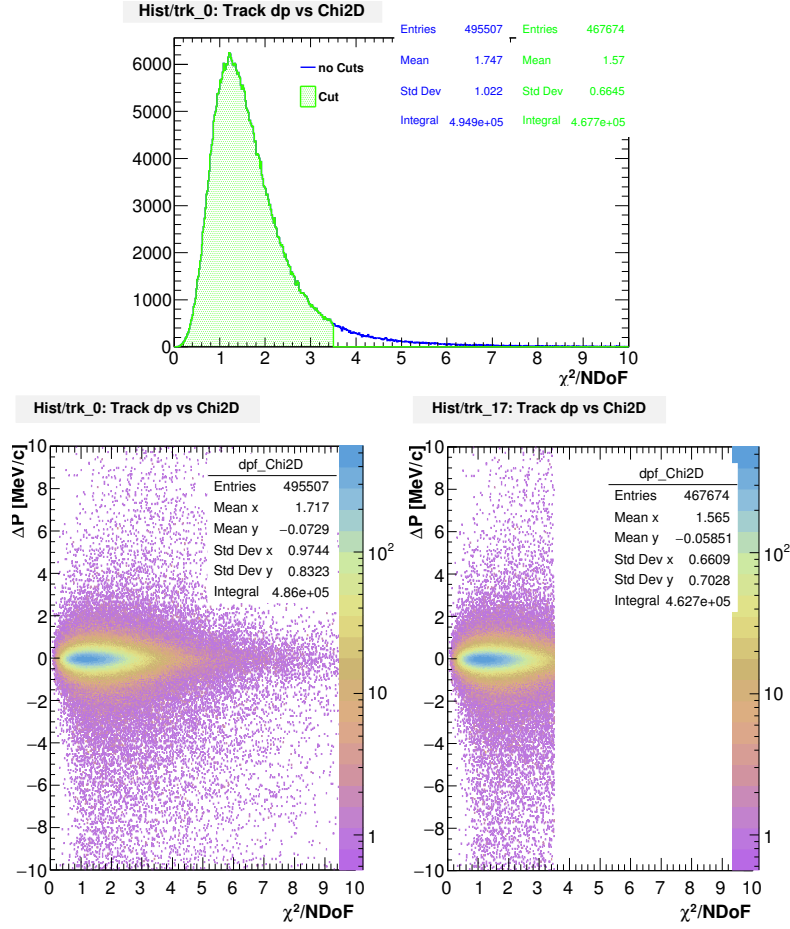 Hist/trk_0: Track dp vs Chi2D
Entries 495507 Entries 467674
Mean 1.747 Mean 1.57
Std Dev 1.022 Std Dev 0.6645
Integral 4.949e+05 Integral 4.677e+05
no Cuts
Cut
6000
5000
4000
3000
2000
1000
0
0 1 2 3 4 5 6 7 8 9 10
χ²/NDoF
Hist/trk_0: Track dp vs Chi2D
ΔP [MeV/c]
10
8
6
4
2
0
−2
−4
−6
−8
−10
0 1 2 3 4 5 6 7 8 9 10
χ²/NDoF
dpf_Chi2D
Entries 495507
Mean x 1.717
Mean y −0.0729
Std Dev x 0.9744
Std Dev y 0.8323
Integral 4.86e+05
10²
10
1
Hist/trk_17: Track dp vs Chi2D
ΔP [MeV/c]
10
8
6
4
2
0
−2
−4
−6
−8
−10
0 1 2 3 4 5 6 7 8 9 10
χ²/NDoF
dpf_Chi2D
Entries 467674
Mean x 1.565
Mean y −0.05851
Std Dev x 0.6609
Std Dev y 0.7028
Integral 4.627e+05
10²
10
1